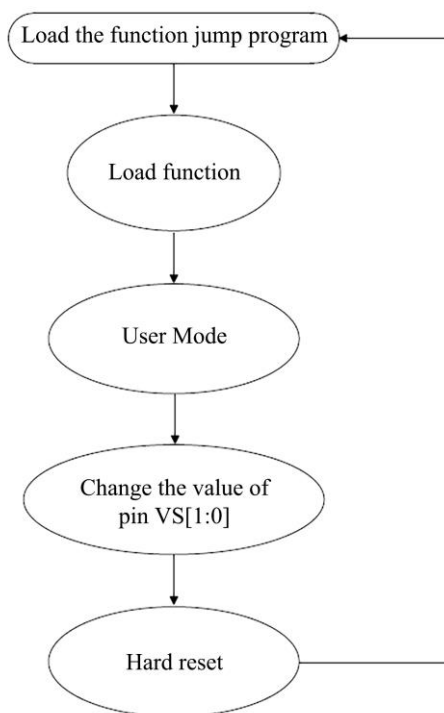 Load the function jump program
Load function
User Mode
Change the value of
pin VS[1:0]
Hard reset